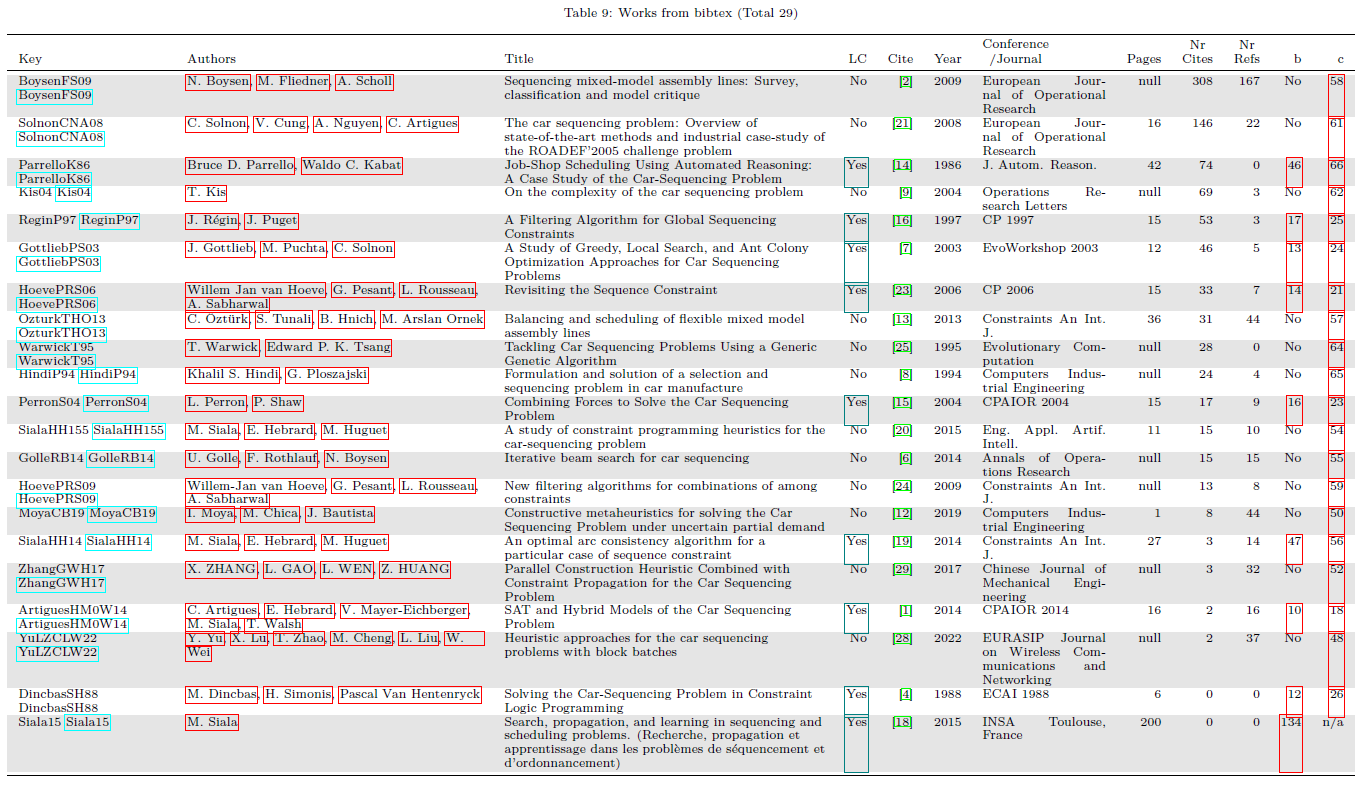 Table 9: Works from bibtex (Total 29)
Key Authors Title LC Cite Year Conference /Journal Pages Nr Cites Nr Refs b c
BoysenFS09 N. Boysen, M. Fliedner, A. Scholl Sequencing mixed-model assembly lines: Survey, No [2] 2009 European Jour- null 308 167 No 58
BoysenFS09 classification and model critique nal of Operational
Research
SolnonCNA08 C. Solnon, V. Cung, A. Nguyen, C. Artigues The car sequencing problem: Overview of No [21] 2008 European Jour- 16 146 22 No 61
SolnonCNA08 state-of-the-art methods and industrial case-study of nal of Operational
the ROADEF'2005 challenge problem Research
ParrelloK86 Bruce D. Parrello, Waldo C. Kabat Job-Shop Scheduling Using Automated Reasoning: Yes [14] 1986 J. Autom. Reason. 42 74 0 46 66
ParrelloK86 A Case Study of the Car-Sequencing Problem
Kis04 Kis04 T. Kis On the complexity of the car sequencing problem No [9] 2004 Operations Re- null 69 3 No 62
search Letters
ReginP97 ReginP97 J. Régin, J. Puget A Filtering Algorithm for Global Sequencing Yes [16] 1997 CP 1997 15 53 3 17 25
Constraints
GottliebPS03 J. Gottlieb, M. Puchta, C. Solnon A Study of Greedy, Local Search, and Ant Colony Yes [7] 2003 EvoWorkshop 2003 12 46 5 13 24
GottliebPS03 Optimization Approaches for Car Sequencing
Problems
HoevePRS06 Willem Jan van Hoeve, G. Pesant, L. Rousseau, Revisiting the Sequence Constraint Yes [23] 2006 CP 2006 15 33 7 14 21
HoevePRS06 A. Sabharwal
OzturkTHO13 C. Oztürk, S. Tunali, B. Hnich, M. Arslan Ornek Balancing and scheduling of flexible mixed model No [13] 2013 Constraints An Int. 36 31 44 No 57
OzturkTHO13 assembly lines J.
WarwickT95 T. Warwick, Edward P. K. Tsang Tackling Car Sequencing Problems Using a Generic No [25] 1995 Evolutionary Com- null 28 0 No 64
WarwickT95 Genetic Algorithm putation
HindiP94 HindiP94 Khalil S. Hindi, G. Ploszajski Formulation and solution of a selection and No [8] 1994 Computers Indus- null 24 4 No 65
sequencing problem in car manufacture trial Engineering
PerronS04 PerronS04 L. Perron, P. Shaw Combining Forces to Solve the Car Sequencing Yes [15] 2004 CPAIOR 2004 15 17 9 16 23
Problem
SialaHH155 SialaHH155 M. Siala, E. Hebrard, M. Huguet A study of constraint programming heuristics for the No [20] 2015 Eng. Appl. Artif. 11 15 10 No 54
car-sequencing problem Intell.
GolleRB14 GolleRB14 U. Golle, F. Rothlauf, N. Boysen Iterative beam search for car sequencing No [6] 2014 Annals of Opera- null 15 15 No 55
tions Research
HoevePRS09 Willem-Jan van Hoeve, G. Pesant, L. Rousseau, New filtering algorithms for combinations of among No [24] 2009 Constraints An Int. null 13 8 No 59
HoevePRS09 A. Sabharwal constraints J.
MoyaCB19 MoyaCB19 I. Moya, M. Chica, J. Bautista Constructive metaheuristics for solving the Car No [12] 2019 Computers Indus- 1 8 44 No 50
Sequencing Problem under uncertain partial demand trial Engineering
SialaHH14 SialaHH14 M. Siala, E. Hebrard, M. Huguet An optimal arc consistency algorithm for a Yes [19] 2014 Constraints An Int. 27 3 14 47 56
particular case of sequence constraint J.
ZhangGWH17 X. ZHANG, L. GAO, L. WEN, Z. HUANG Parallel Construction Heuristic Combined with No [29] 2017 Chinese Journal of null 3 32 No 52
ZhangGWH17 Constraint Propagation for the Car Sequencing Mechanical Engi-
Problem neering
ArtiguesHM0W14 C. Artigues, E. Hebrard, V. Mayer-Eichberger, SAT and Hybrid Models of the Car Sequencing Yes [1] 2014 CPAIOR 2014 16 2 16 10 18
ArtiguesHM0W14 M. Siala, T. Walsh Problem
YuLZCLW22 Y. Yu, X. Lu, T. Zhao, M. Cheng, L. Liu, W. Heuristic approaches for the car sequencing No [28] 2022 EURASIP Journal null 2 37 No 48
YuLZCLW22 Wei problems with block batches on Wireless Com-
munications and
Networking
DincbasSH88 M. Dincbas, H. Simonis, Pascal Van Hentenryck Solving the Car-Sequencing Problem in Constraint Yes [4] 1988 ECAI 1988 6 0 0 12 26
DincbasSH88 Logic Programming
Siala15 Siala15 M. Siala Search, propagation, and learning in sequencing and Yes [18] 2015 INSA Toulouse, 200 0 0 134 n/a
scheduling problems. (Recherche, propagation et France
apprentissage dans les problèmes de séquencement et
d'ordonnancement)